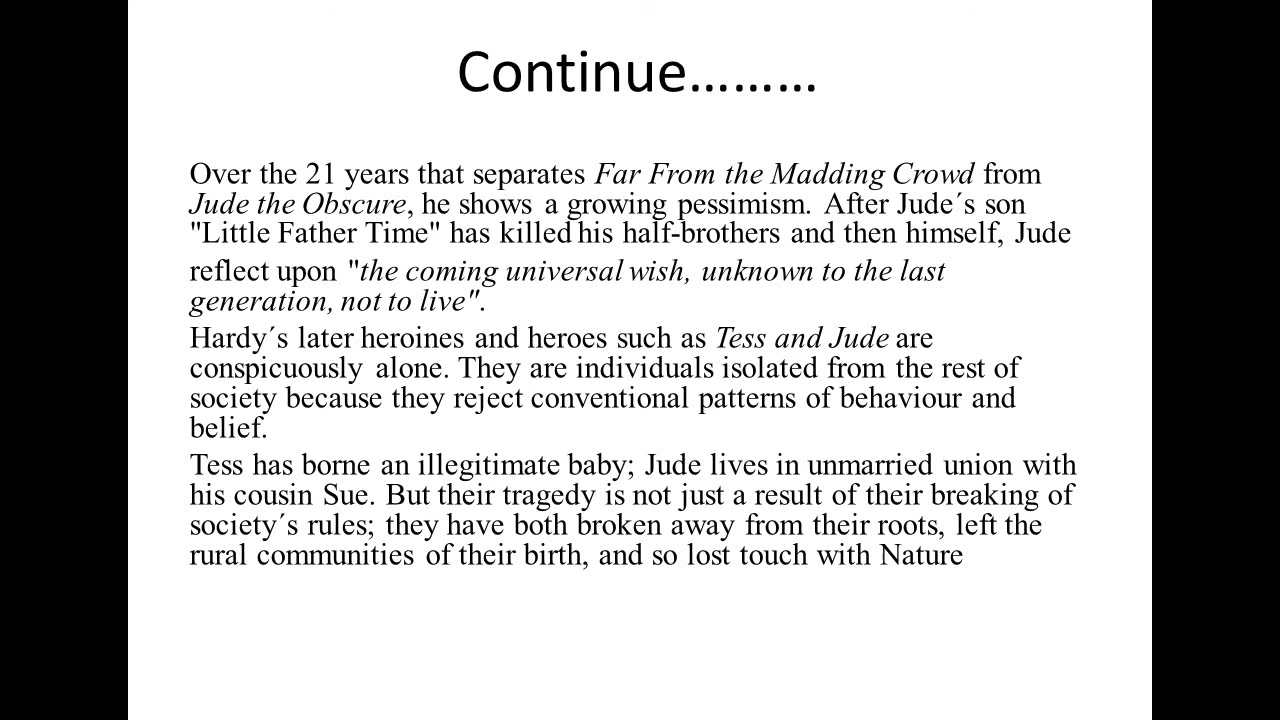 Continue………
Over the 21 years that separates Far From the Madding Crowd from
Jude the Obscure, he shows a growing pessimism. After Jude´s son
"Little Father Time" has killed his half-brothers and then himself, Jude
reflect upon "the coming universal wish, unknown to the last
generation, not to live".
Hardy´s later heroines and heroes such as Tess and Jude are
conspicuously alone. They are individuals isolated from the rest of
society because they reject conventional patterns of behaviour and
belief.
Tess has borne an illegitimate baby; Jude lives in unmarried union with
his cousin Sue. But their tragedy is not just a result of their breaking of
society´s rules; they have both broken away from their roots, left the
rural communities of their birth, and so lost touch with Nature